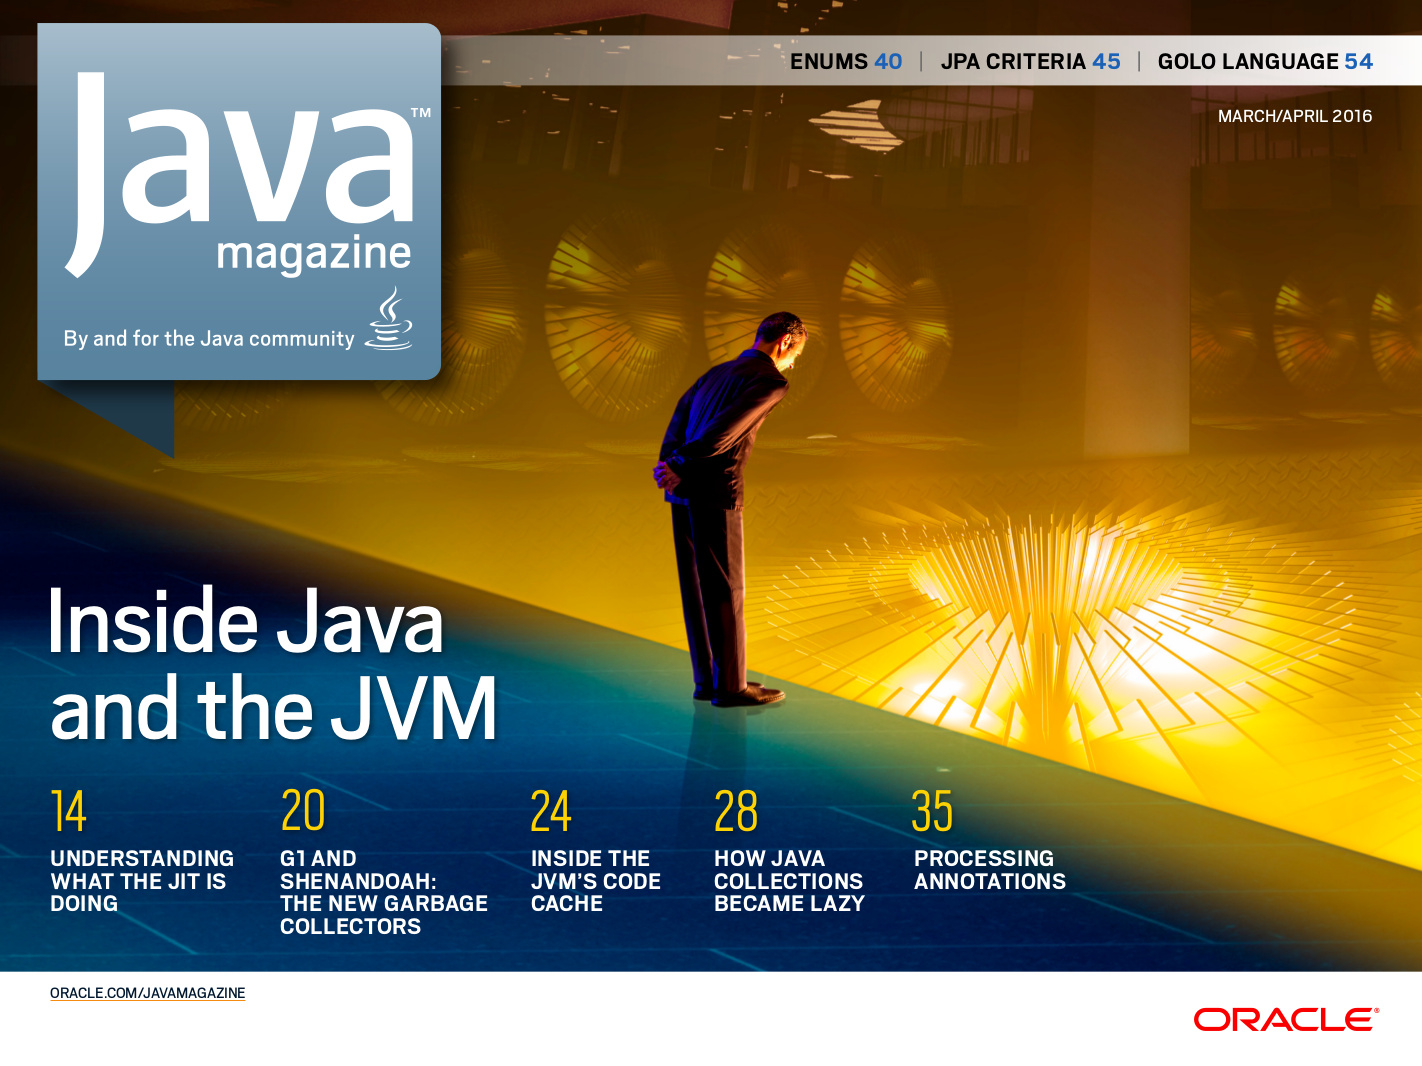 ENUMS 40 | JPA CRITERIA 45 | GOLO LANGUAGE 54
MARCH/APRIL 2016
Java™
magazine
By and for the Java community
Inside Java
and the JVM
14
UNDERSTANDING
WHAT THE JIT IS
DOING
20
G1 AND
SHENANDOAH:
THE NEW GARBAGE
COLLECTORS
24
INSIDE THE
JVM’S CODE
CACHE
28
HOW JAVA
COLLECTIONS
BECAME LAZY
35
PROCESSING
ANNOTATIONS
ORACLE.COM/JAVAMAGAZINE
ORACLE®